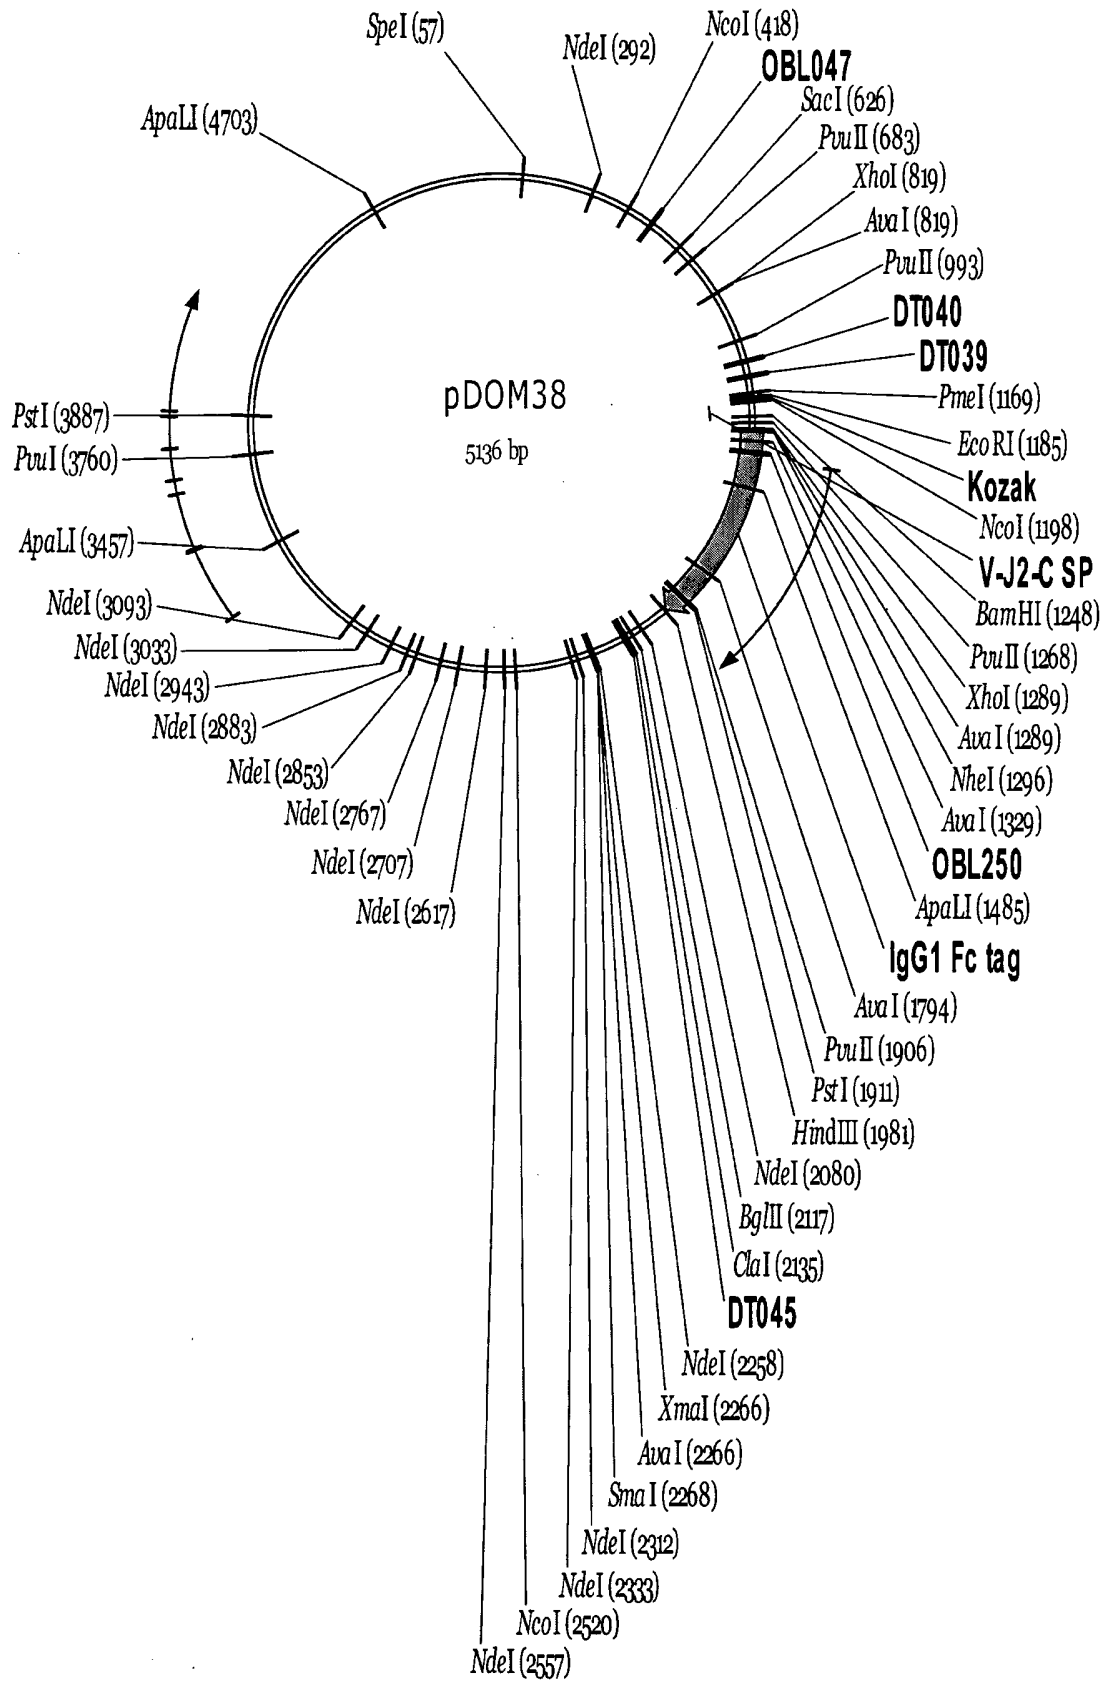 SpeI (57)
NdeI (292)
NcoI (418)
OBL047
SacI (626)
PvuII (683)
XhoI (819)
AvaI (819)
PvuII (993)
DT040
DT039
PmeI (1169)
EcoRI (1185)
Kozak
NcoI (1198)
V-J2-C SP
BamHI (1248)
PvuII (1268)
XhoI (1289)
AvaI (1289)
NheI (1296)
AvaI (1329)
OBL250
ApaLI (1485)
IgG1 Fc tag
AvaI (1794)
PvuII (1906)
PstI (1911)
HindIII (1981)
NdeI (2080)
BglII (2117)
ClaI (2135)
DT045
NdeI (2258)
XmaI (2266)
AvaI (2266)
SmaI (2268)
NdeI (2312)
NdeI (2333)
NcoI (2520)
NdeI (2557)
NdeI (2617)
NdeI (2707)
NdeI (2767)
NdeI (2853)
NdeI (2883)
NdeI (2943)
NdeI (3033)
NdeI (3093)
ApaLI (3457)
PvuI (3760)
PstI (3887)
ApaLI (4703)
pDOM38
5136 bp